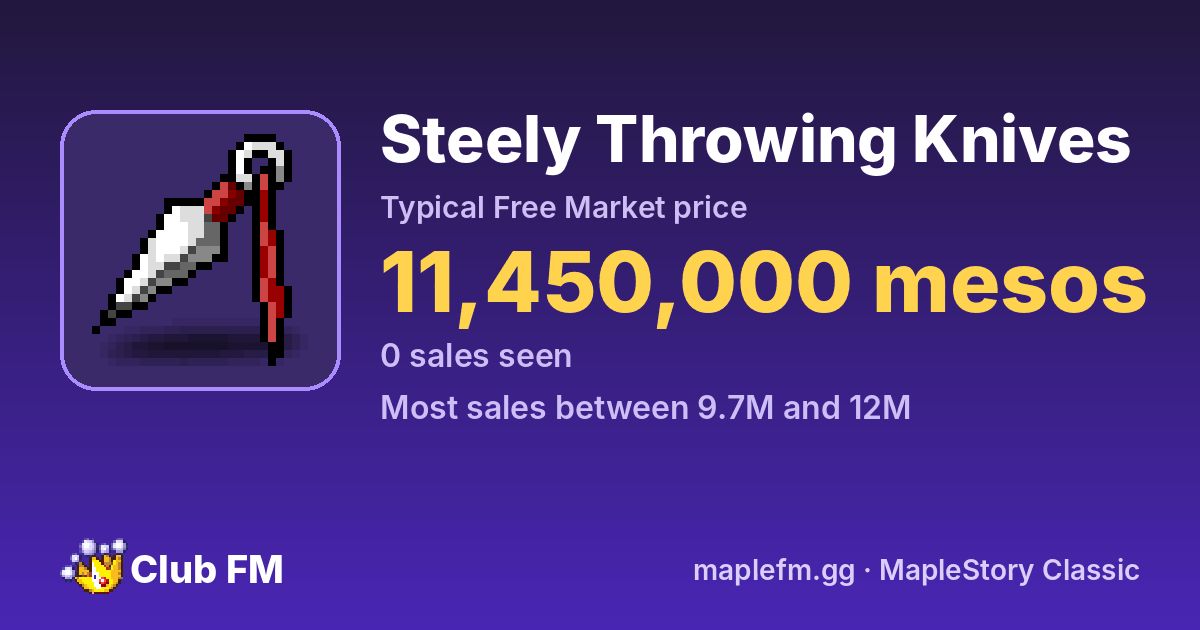 Steely Throwing Knives
Typical Free Market price
11,450,000 mesos
0 sales seen
Most sales between 9.7M and 12M
Club FM
maplefm.gg · MapleStory Classic